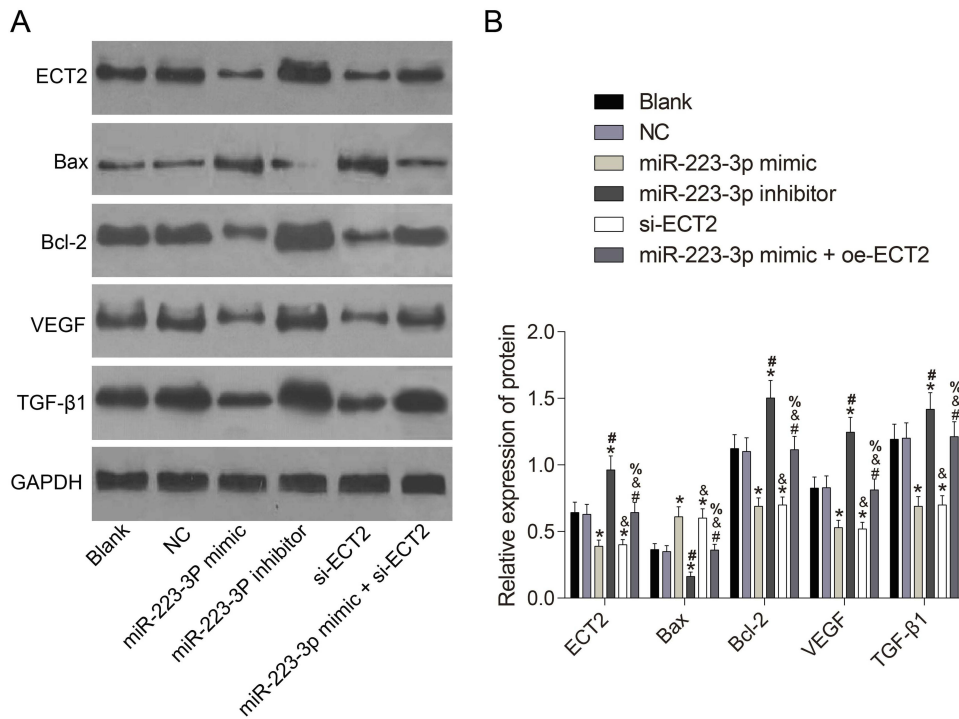 A
ECT2
Bax
Bcl-2
VEGF
TGF-β1
GAPDH
Blank
NC
miR-223-3P mimic
miR-223-3P inhibitor
si-ECT2
miR-223-3p mimic + si-ECT2
B
Blank
NC
miR-223-3p mimic
miR-223-3p inhibitor
si-ECT2
miR-223-3p mimic + oe-ECT2
Relative expression of protein
2.0
1.5
1.0
0.5
0.0
*
#
*
&
*
%
&
#
*
#
*
&
*
%
&
#
*
#
*
&
*
%
&
#
*
#
*
&
*
%
&
#
*
#
*
&
*
%
&
#
ECT2
Bax
Bcl-2
VEGF
TGF-β1